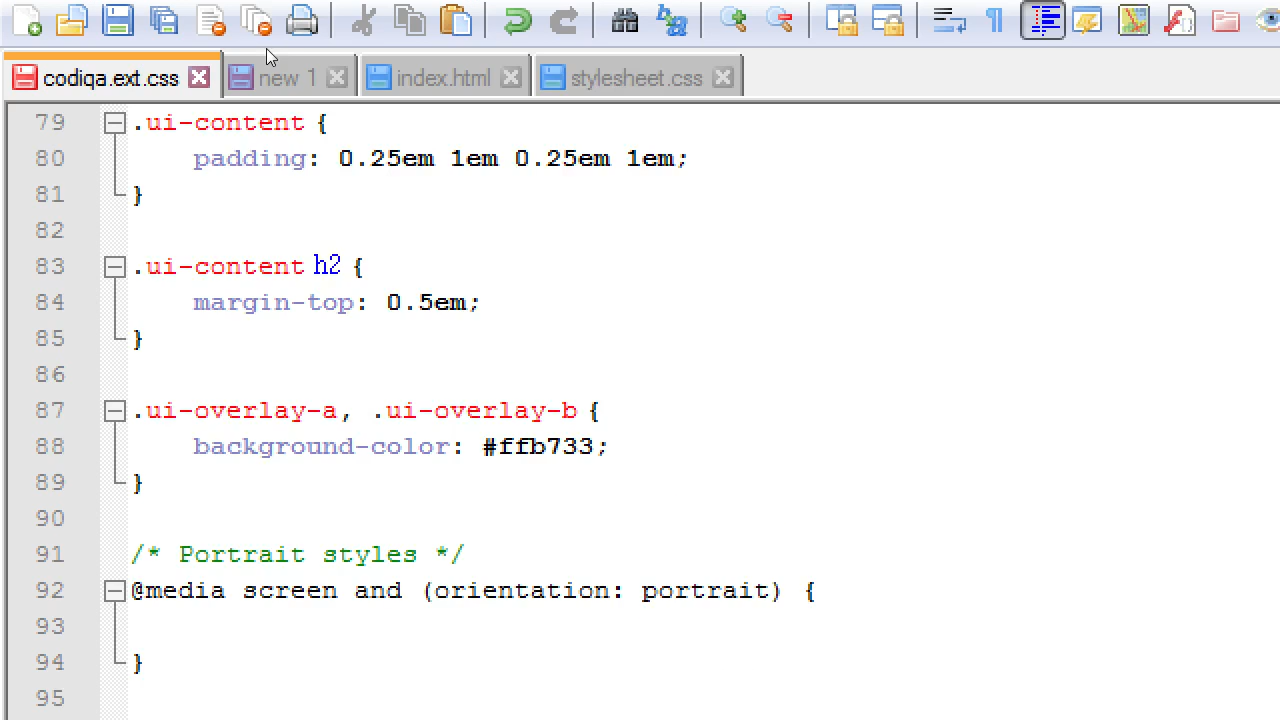 codiqa.ext.css new 1 index.html stylesheet.css
79 .ui-content {
80 padding: 0.25em 1em 0.25em 1em;
81 }
82
83 .ui-content h2 {
84 margin-top: 0.5em;
85 }
86
87 .ui-overlay-a, .ui-overlay-b {
88 background-color: #ffb733;
89 }
90
91 /* Portrait styles */
92 @media screen and (orientation: portrait) {
93
94 }
95